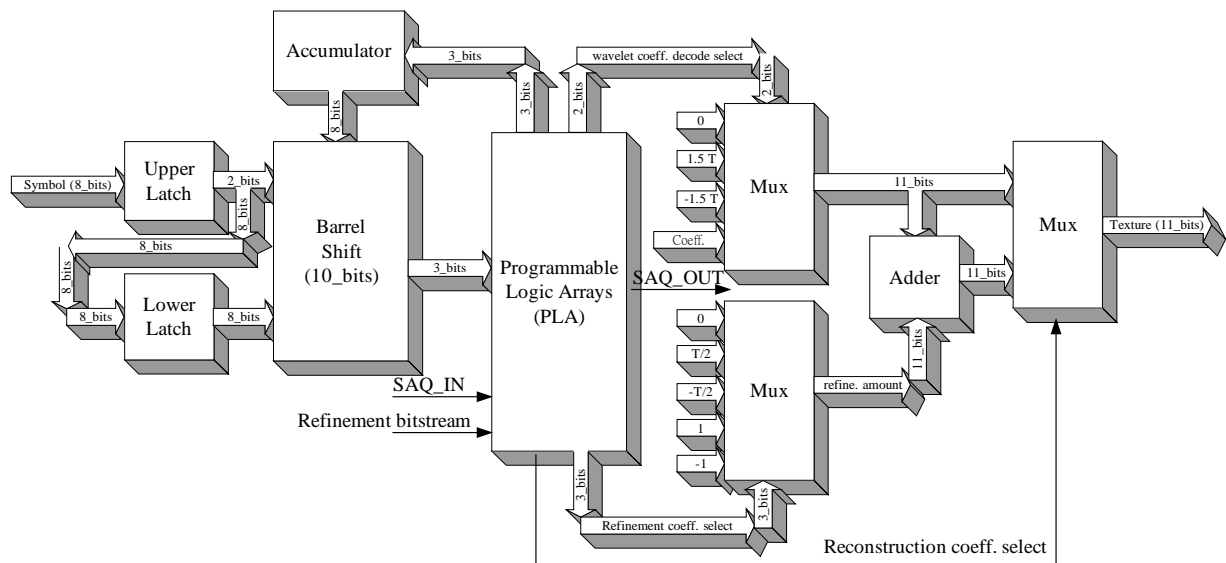 Accumulator
3_bits
wavelet coeff. decode select
2_bits
3_bits
2_bits
8_bits
0
1.5 T
-1.5 T
Coeff.
Mux
Symbol (8_bits)
Upper
Latch
2_bits
8_bits
8_bits
8_bits
8_bits
Lower
Latch
8_bits
Barrel
Shift
(10_bits)
3_bits
Programmable
Logic Arrays
(PLA)
SAQ_OUT
SAQ_IN
Refinement bitstream
11_bits
Adder
11_bits
11_bits
Mux
Texture (11_bits)
0
T/2
-T/2
1
-1
Mux
refine. amount
3_bits
3_bits
Refinement coeff. select
Reconstruction coeff. select